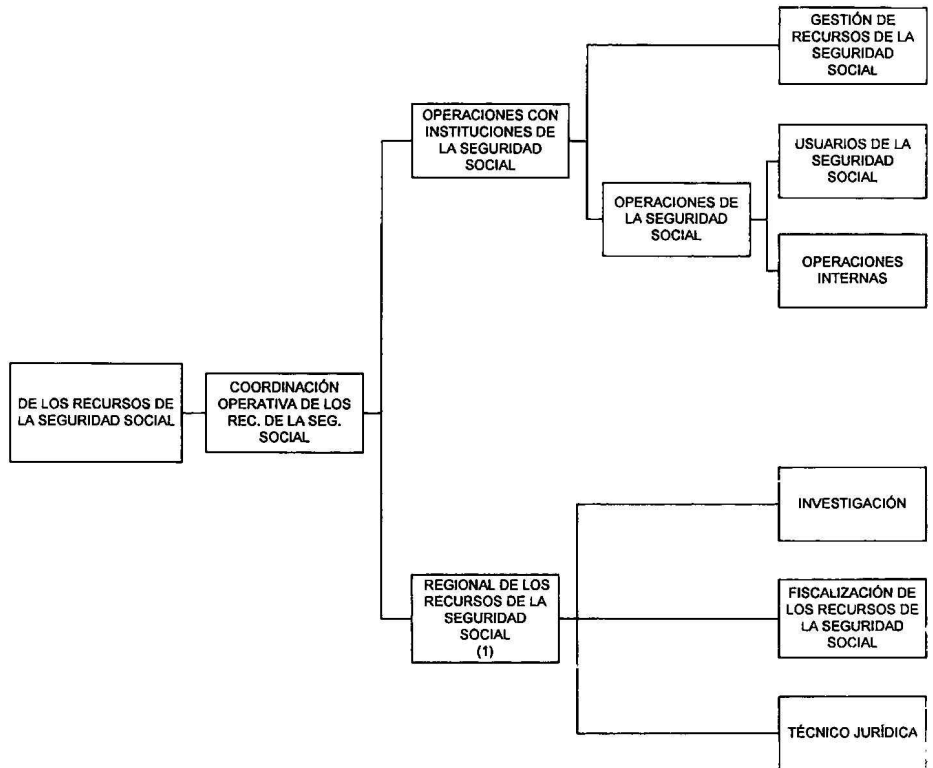 GESTIÓN DE
RECURSOS DE LA
SEGURIDAD
SOCIAL
OPERACIONES CON
INSTITUCIONES DE
LA SEGURIDAD
SOCIAL
USUARIOS DE LA
SEGURIDAD
SOCIAL
OPERACIONES DE
LA SEGURIDAD
SOCIAL
OPERACIONES
INTERNAS
DE LOS RECURSOS DE
LA SEGURIDAD SOCIAL
COORDINACIÓN
OPERATIVA DE LOS
REC. DE LA SEG.
SOCIAL
INVESTIGACIÓN
REGIONAL DE LOS
RECURSOS DE LA
SEGURIDAD
SOCIAL
(1)
FISCALIZACIÓN DE
LOS RECURSOS DE
LA SEGURIDAD
SOCIAL
TÉCNICO JURÍDICA